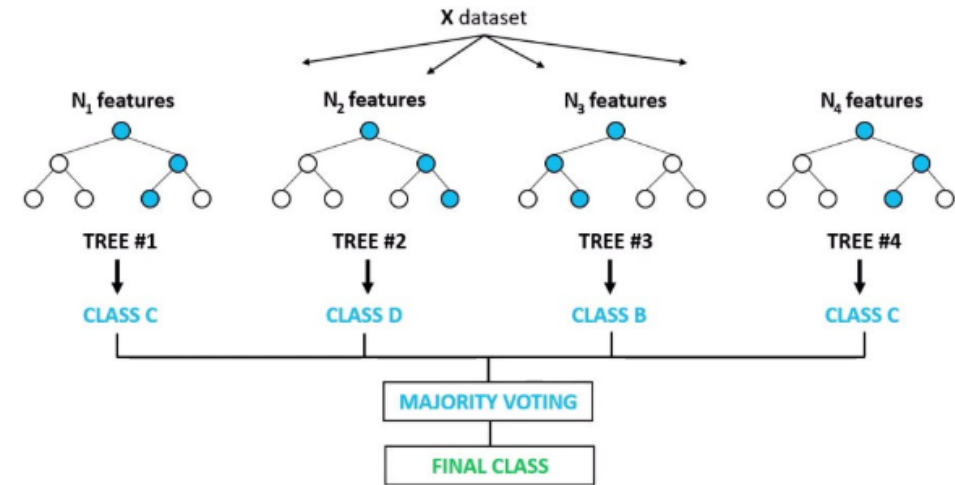 X dataset
N₁ features
N₂ features
N₃ features
N₄ features
TREE #1
TREE #2
TREE #3
TREE #4
CLASS C
CLASS D
CLASS B
CLASS C
MAJORITY VOTING
FINAL CLASS